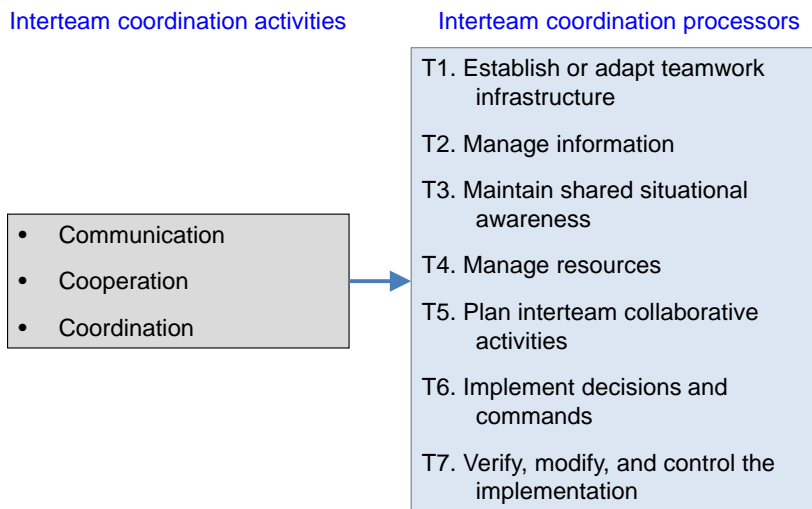 Interteam coordination activities
Interteam coordination processors
• Communication
• Cooperation
• Coordination
T1. Establish or adapt teamwork
infrastructure
T2. Manage information
T3. Maintain shared situational
awareness
T4. Manage resources
T5. Plan interteam collaborative
activities
T6. Implement decisions and
commands
T7. Verify, modify, and control the
implementation